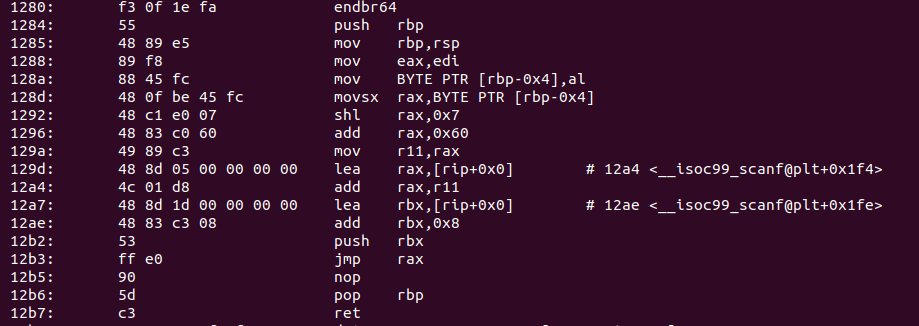 1280: f3 0f 1e fa endbr64
1284: 55 push rbp
1285: 48 89 e5 mov rbp,rsp
1288: 89 f8 mov eax,edi
128a: 88 45 fc mov BYTE PTR [rbp-0x4],al
128d: 48 0f be 45 fc movsx rax,BYTE PTR [rbp-0x4]
1292: 48 c1 e0 07 shl rax,0x7
1296: 48 83 c0 60 add rax,0x60
129a: 49 89 c3 mov r11,rax
129d: 48 8d 05 00 00 00 00 lea rax,[rip+0x0] # 12a4 <__isoc99_scanf@plt+0x1f4>
12a4: 4c 01 d8 add rax,r11
12a7: 48 8d 1d 00 00 00 00 lea rbx,[rip+0x0] # 12ae <__isoc99_scanf@plt+0x1fe>
12ae: 48 83 c3 08 add rbx,0x8
12b2: 53 push rbx
12b3: ff e0 jmp rax
12b5: 90 nop
12b6: 5d pop rbp
12b7: c3 ret